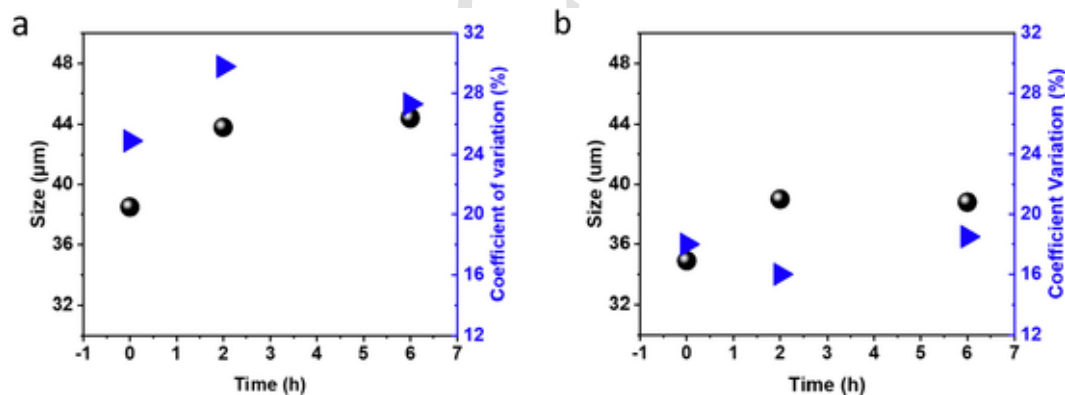 a
b
48
44
40
36
32
Size (µm)
32
28
24
20
16
12
Coefficient of variation (%)
-1 0 1 2 3 4 5 6 7
Time (h)
48
44
40
36
32
Size (um)
32
28
24
20
16
12
Coefficient Variation (%)
-1 0 1 2 3 4 5 6 7
Time (h)